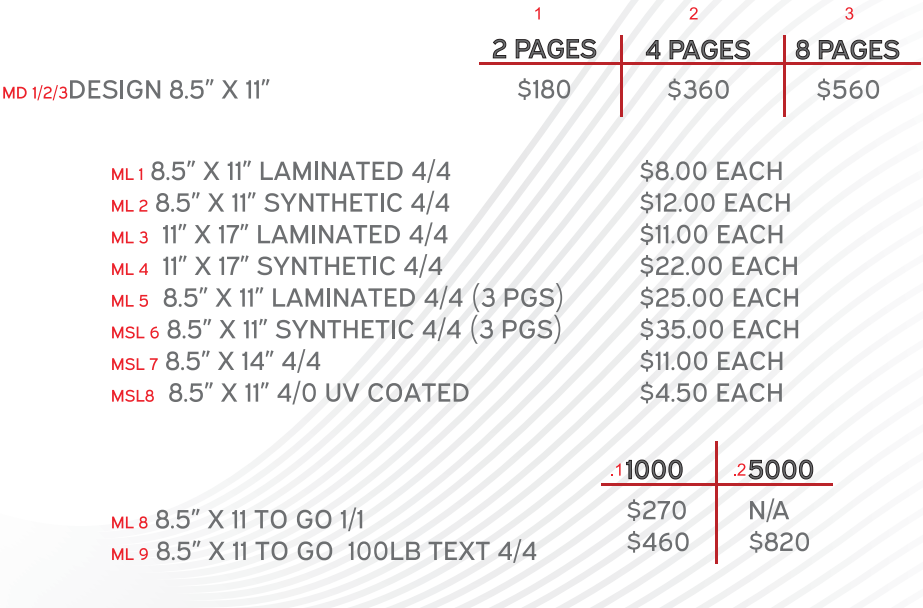 1 2 3
2 PAGES 4 PAGES 8 PAGES
MD 1/2/3 DESIGN 8.5" X 11" $180 $360 $560
ML 1 8.5" X 11" LAMINATED 4/4 $8.00 EACH
ML 2 8.5" X 11" SYNTHETIC 4/4 $12.00 EACH
ML 3 11" X 17" LAMINATED 4/4 $11.00 EACH
ML 4 11" X 17" SYNTHETIC 4/4 $22.00 EACH
ML 5 8.5" X 11" LAMINATED 4/4 (3 PGS) $25.00 EACH
MSL 6 8.5" X 11" SYNTHETIC 4/4 (3 PGS) $35.00 EACH
MSL 7 8.5" X 14" 4/4 $11.00 EACH
MSL8 8.5" X 11" 4/0 UV COATED $4.50 EACH
.1 1000 .2 5000
ML 8 8.5" X 11 TO GO 1/1 $270 N/A
ML 9 8.5" X 11 TO GO 100LB TEXT 4/4 $460 $820